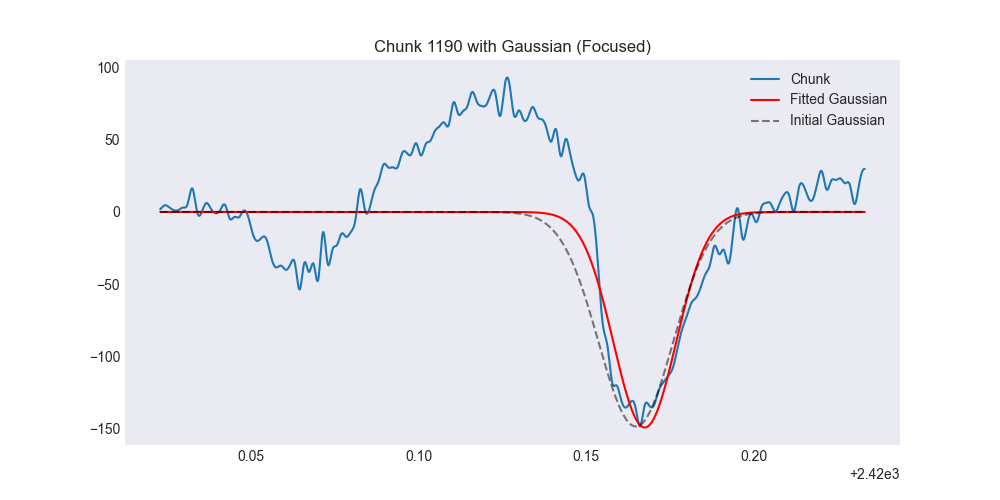 Chunk 1190 with Gaussian (Focused)
100
50
0
−50
−100
−150
Chunk
Fitted Gaussian
Initial Gaussian
0.05 0.10 0.15 0.20
+2.42e3